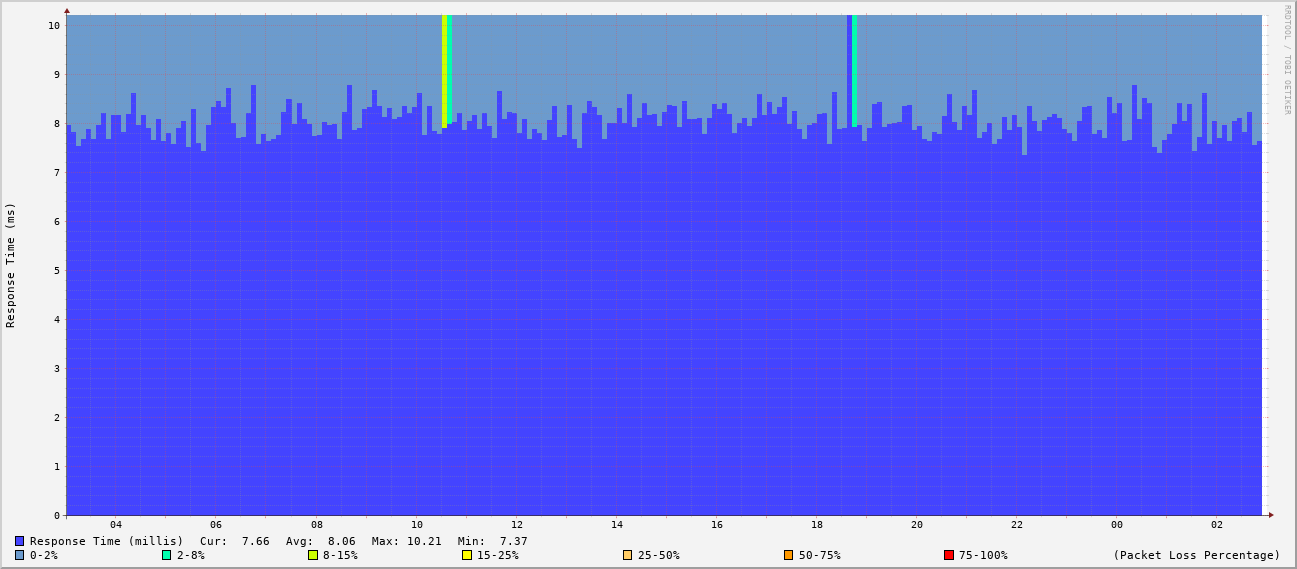 RRDTOOL / TOBI OETIKER
Response Time (ms)
10
9
8
7
6
5
4
3
2
1
0
04 06 08 10 12 14 16 18 20 22 00 02
Response Time (millis) Cur: 7.66 Avg: 8.06 Max: 10.21 Min: 7.37
0-2% 2-8% 8-15% 15-25% 25-50% 50-75% 75-100% (Packet Loss Percentage)